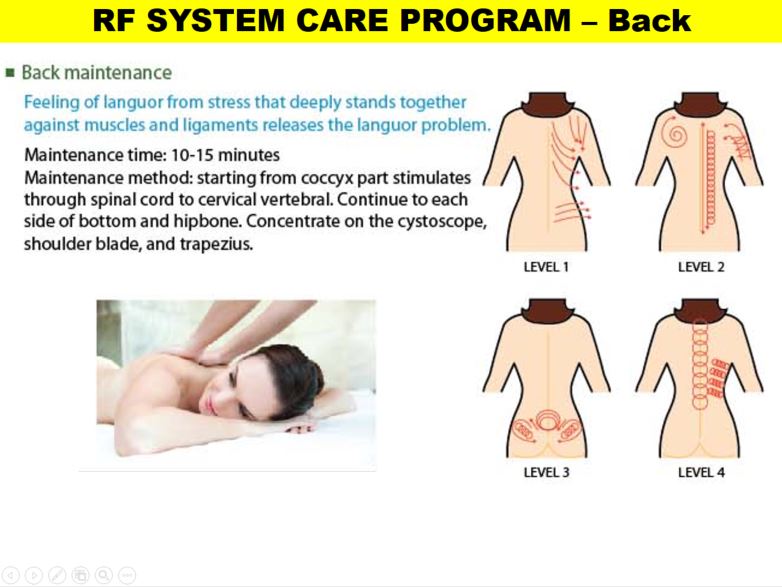 RF SYSTEM CARE PROGRAM – Back
Back maintenance
Feeling of languor from stress that deeply stands together
against muscles and ligaments releases the languor problem.
Maintenance time: 10-15 minutes
Maintenance method: starting from coccyx part stimulates
through spinal cord to cervical vertebral. Continue to each
side of bottom and hipbone. Concentrate on the cystoscope,
shoulder blade, and trapezius.
LEVEL 1
LEVEL 2
LEVEL 3
LEVEL 4